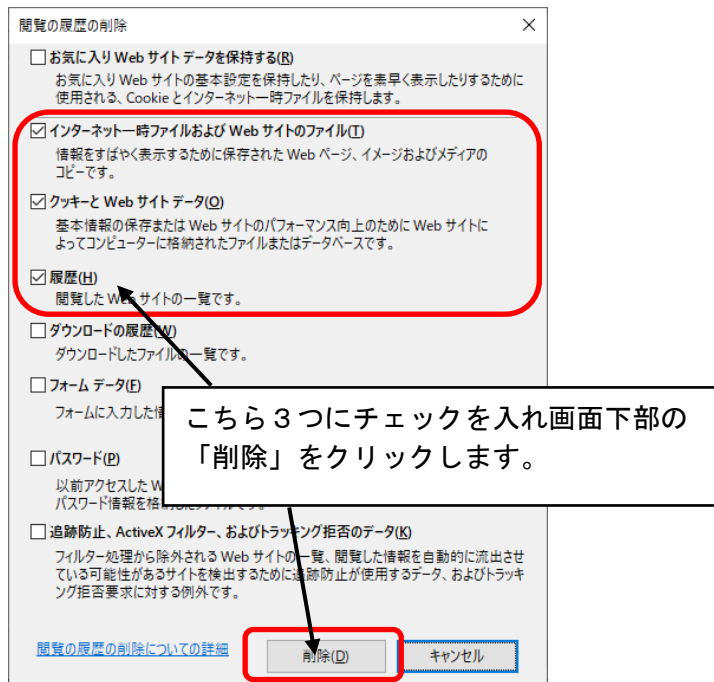 閲覧の履歴の削除
お気に入り Web サイト データを保持する(R)
お気に入り Web サイトの基本設定を保持したり、ページを素早く表示したりするために
使用される、Cookie とインターネット一時ファイルを保持します。
インターネット一時ファイルおよび Web サイトのファイル(T)
情報をすばやく表示するために保存された Web ページ、イメージおよびメディアの
コピーです。
クッキーと Web サイト データ(O)
基本情報の保存または Web サイトのパフォーマンス向上のために Web サイトに
よってコンピューターに格納されたファイルまたはデータベースです。
履歴(H)
閲覧した Web サイトの一覧です。
ダウンロードの履歴(W)
ダウンロードしたファイルの一覧です。
フォーム データ(F)
フォームに入力した
こちら３つにチェックを入れ画面下部の
「削除」をクリックします。
パスワード(P)
以前アクセスした W
パスワード情報を格
追跡防止、ActiveX フィルター、およびトラッキング拒否のデータ(K)
フィルター処理から除外される Web サイトの一覧、閲覧した情報を自動的に流出させ
ている可能性があるサイトを検出するために追跡防止が使用するデータ、およびトラッキ
ング拒否要求に対する例外です。
閲覧の履歴の削除についての詳細
削除(D)
キャンセル